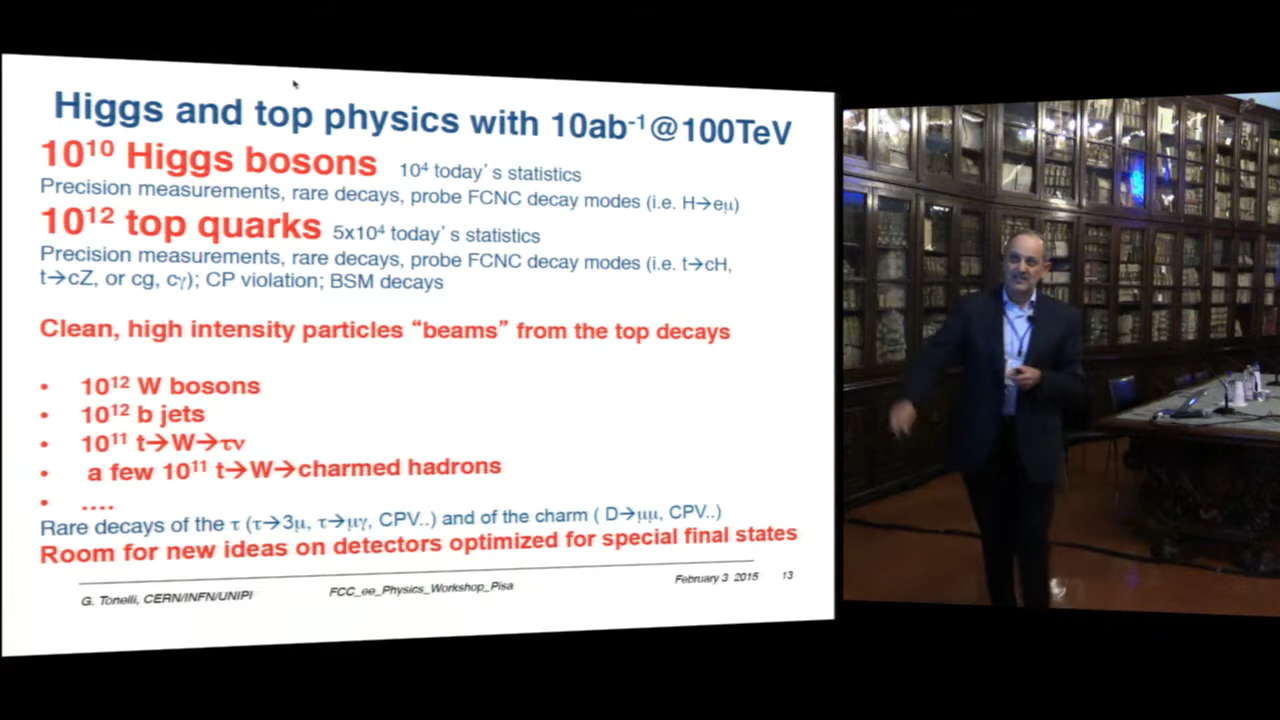 Higgs and top physics with 10ab⁻¹@100TeV
10¹⁰ Higgs bosons 10⁴ today's statistics
Precision measurements, rare decays, probe FCNC decay modes (i.e. H→eμ)
10¹² top quarks 5x10⁴ today's statistics
Precision measurements, rare decays, probe FCNC decay modes (i.e. t→cH,
t→cZ, or cg, cγ); CP violation; BSM decays
Clean, high intensity particles “beams” from the top decays
• 10¹² W bosons
• 10¹² b jets
• 10¹¹ t→W→τν
• a few 10¹¹ t→W→charmed hadrons
• ....
Rare decays of the τ (τ→3μ, τ→μγ, CPV..) and of the charm ( D→μμ, CPV..)
Room for new ideas on detectors optimized for special final states
G. Tonelli, CERN/INFN/UNIPI FCC_ee_Physics_Workshop_Pisa February 3 2015 13